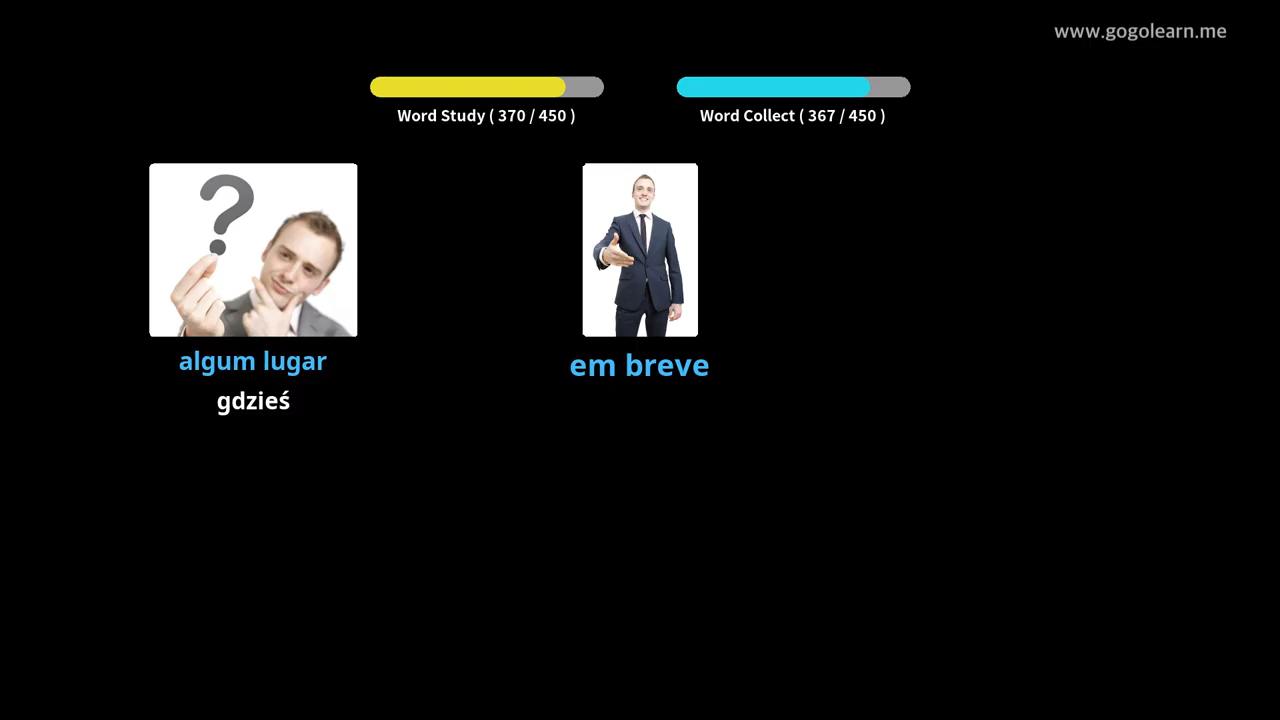 www.gogolearn.me
Word Study ( 370 / 450 )
Word Collect ( 367 / 450 )
?
algum lugar
em breve
gdzieś